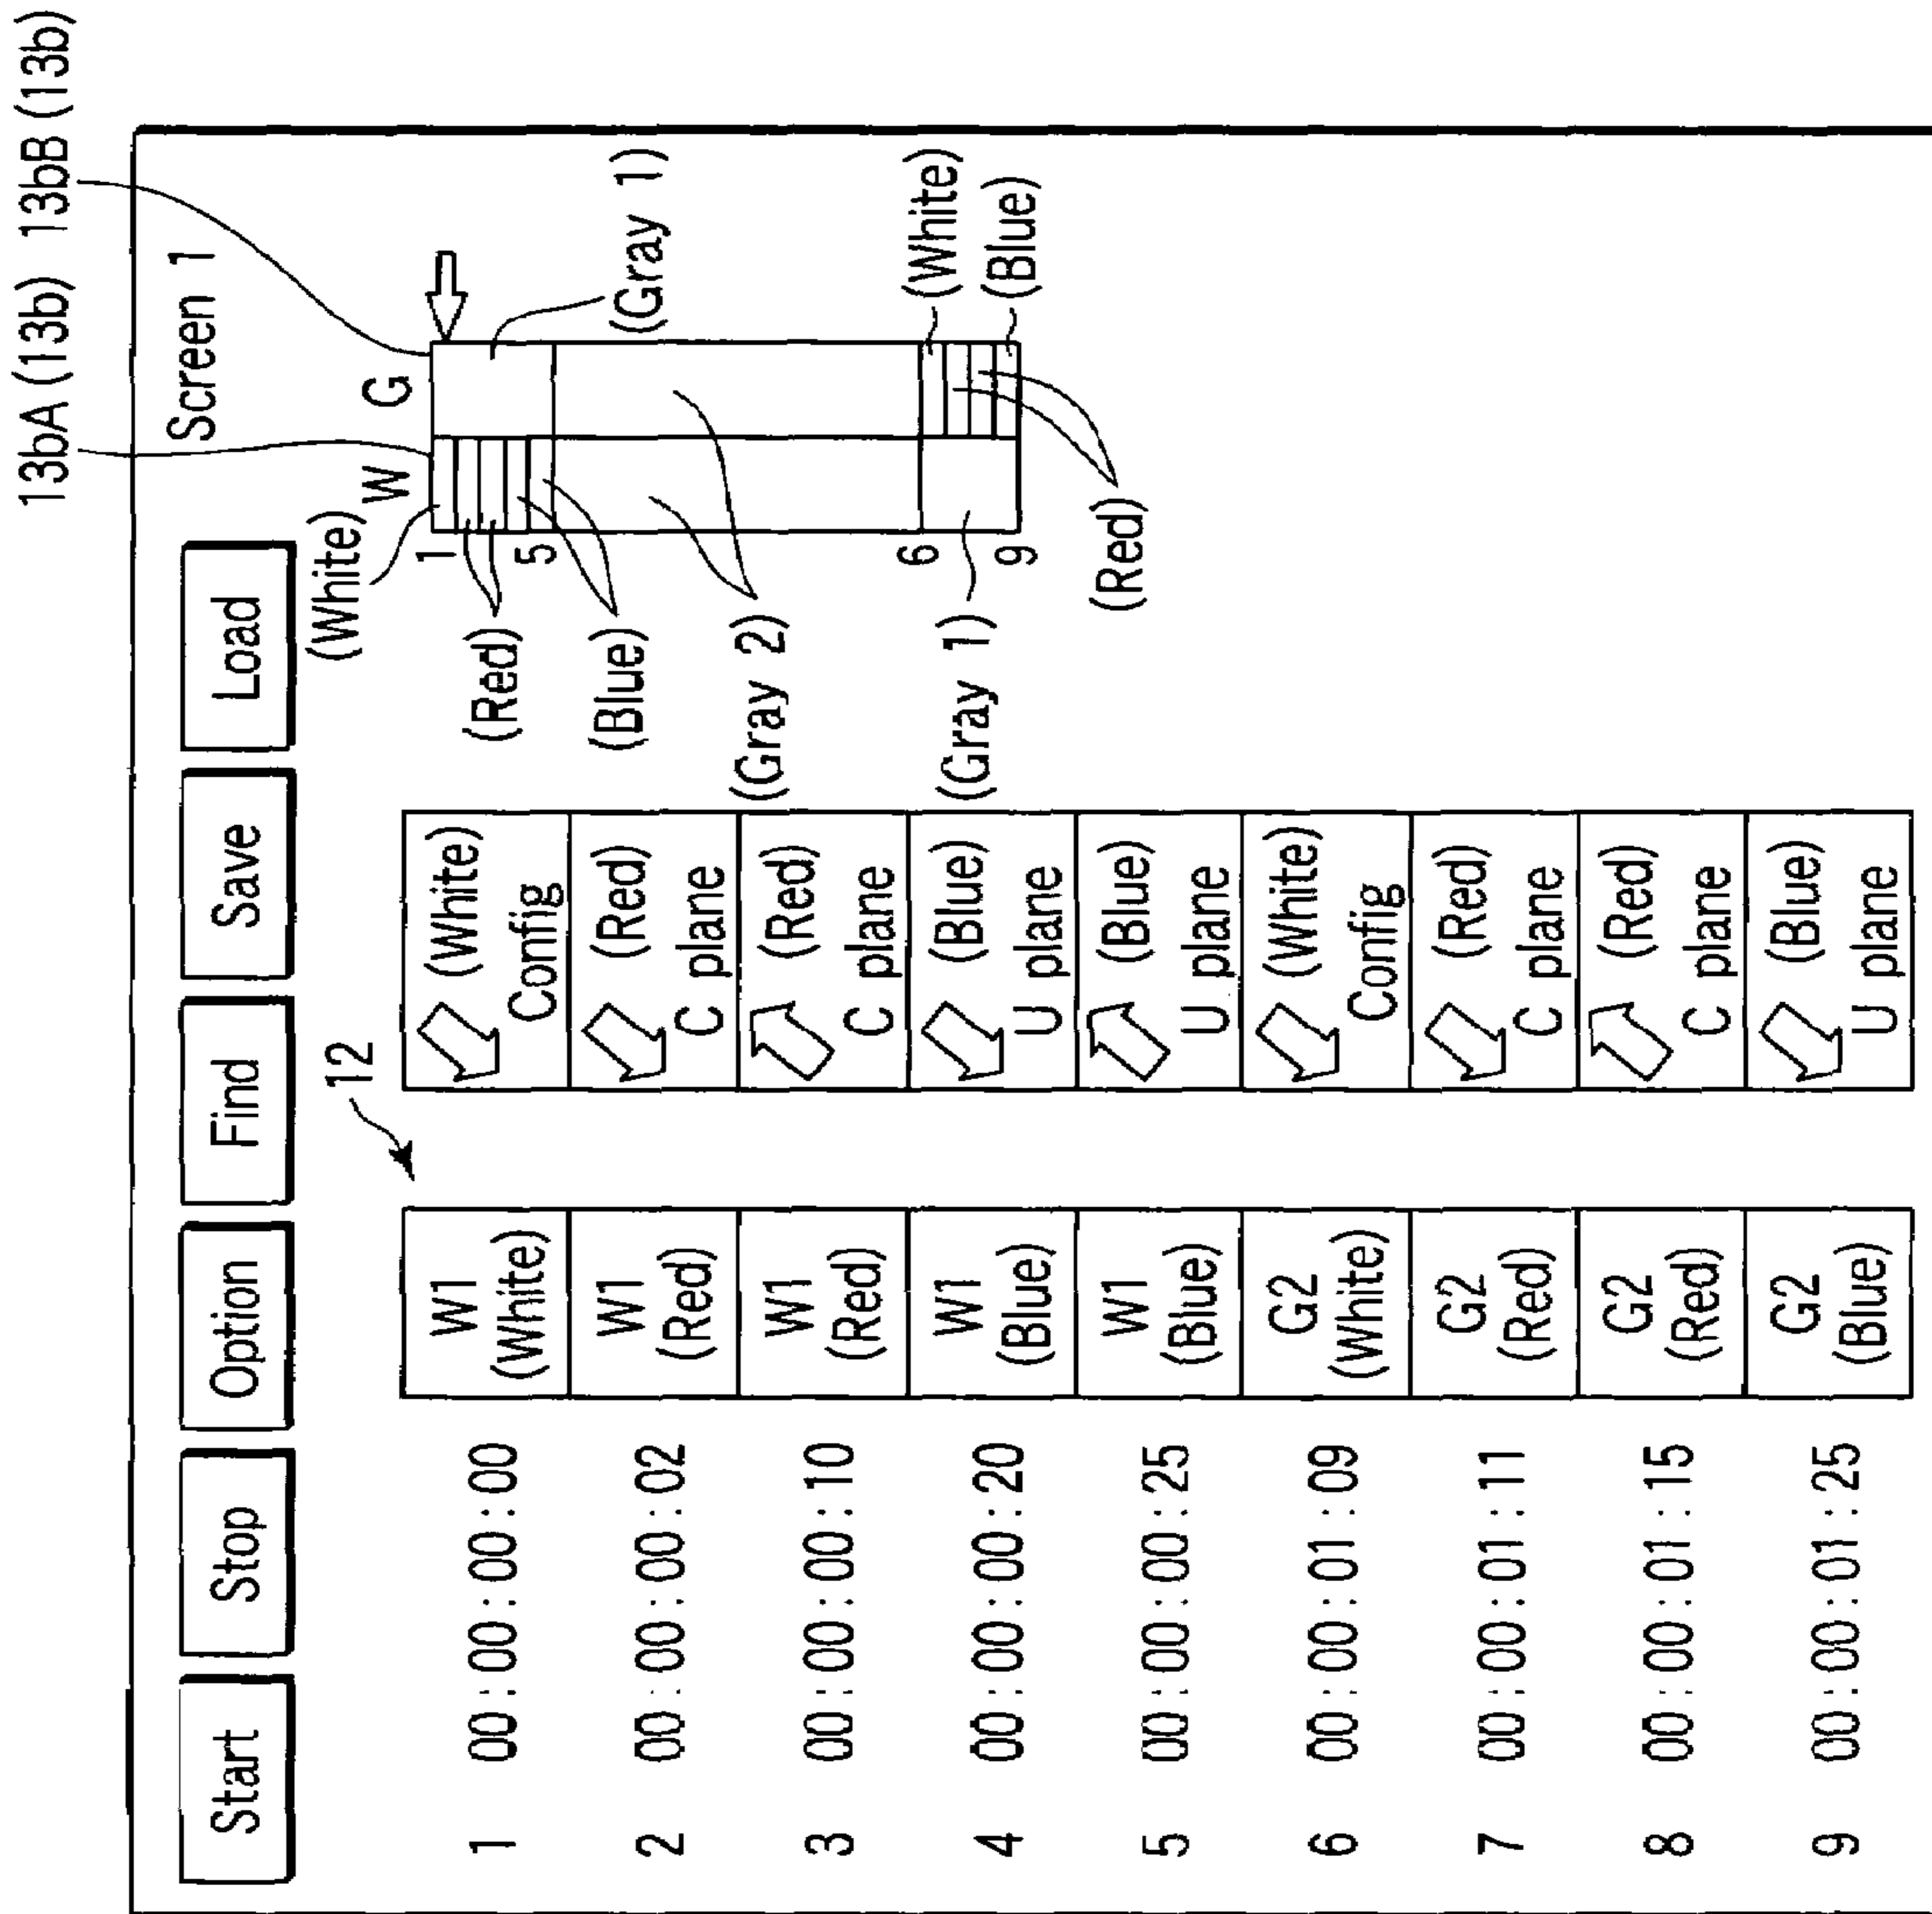 13bA (13b) 13bB (13b)
Screen 1
Start Stop Option Find Save Load
12
W G
(White)
1
(Red)
5
(Blue)
(Gray 1)
(Gray 2)
6
(White)
(Gray 1)
9
(Blue)
(Red)
1 00:00:00:00 W1 (White)
Config
(White)
2 00:00:00:02 W1 (Red)
C plane
(Red)
3 00:00:00:10 W1 (Red)
C plane
(Red)
4 00:00:00:20 W1 (Blue)
U plane
(Blue)
5 00:00:00:25 W1 (Blue)
U plane
(Blue)
6 00:00:01:09 G2 (White)
Config
(White)
7 00:00:01:11 G2 (Red)
C plane
(Red)
8 00:00:01:15 G2 (Red)
C plane
(Red)
9 00:00:01:25 G2 (Blue)
U plane
(Blue)